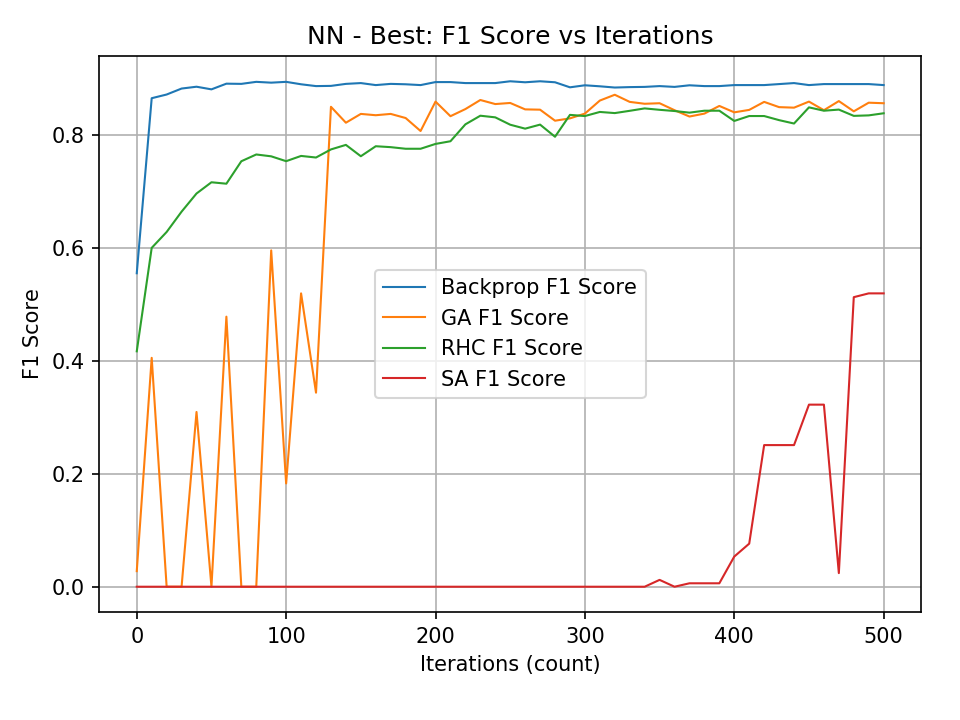 NN - Best: F1 Score vs Iterations
F1 Score
0.8
0.6
0.4
0.2
0.0
Backprop F1 Score
GA F1 Score
RHC F1 Score
SA F1 Score
0 100 200 300 400 500
Iterations (count)